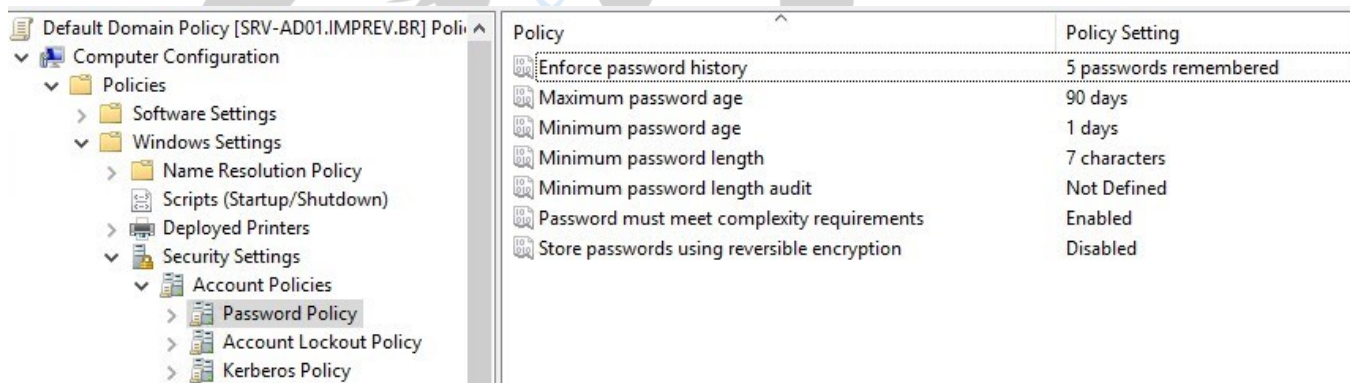 Default Domain Policy [SRV-AD01.IMPREV.BR] Poli
Computer Configuration
Policies
Software Settings
Windows Settings
Name Resolution Policy
Scripts (Startup/Shutdown)
Deployed Printers
Security Settings
Account Policies
Password Policy
Account Lockout Policy
Kerberos Policy
Policy Policy Setting
Enforce password history 5 passwords remembered
Maximum password age 90 days
Minimum password age 1 days
Minimum password length 7 characters
Minimum password length audit Not Defined
Password must meet complexity requirements Enabled
Store passwords using reversible encryption Disabled